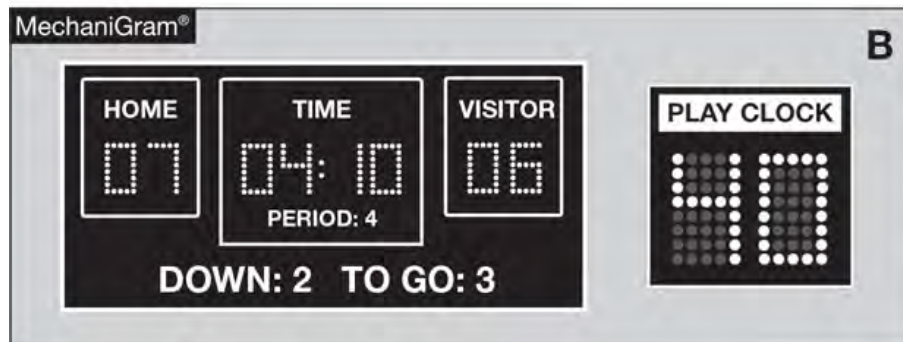 MechaniGram®
B
HOME TIME VISITOR
07 04:10 06
PERIOD: 4
DOWN: 2 TO GO: 3
PLAY CLOCK
40